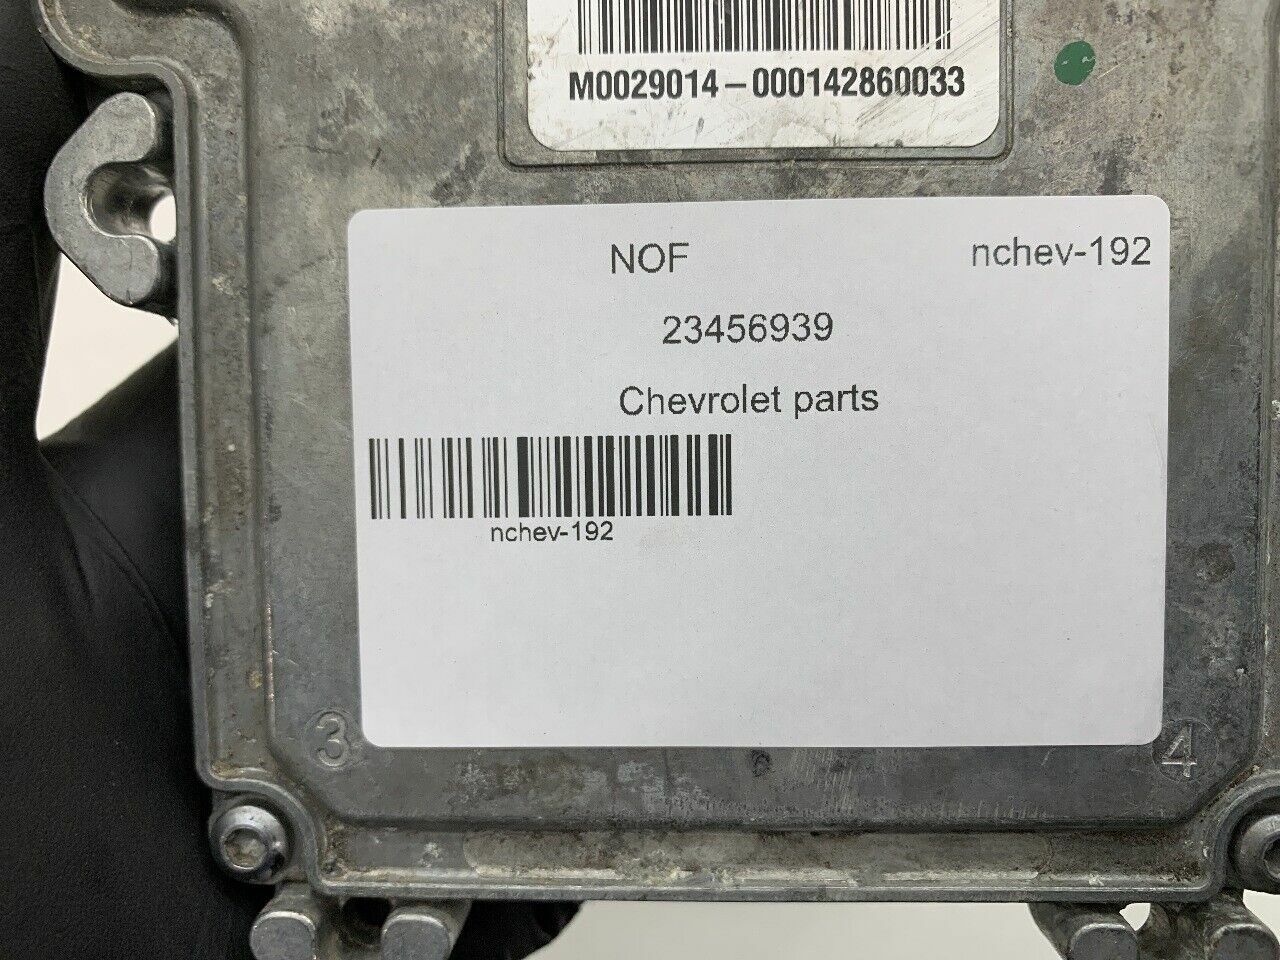 M0029014-000142860033
NOF nchev-192
23456939
Chevrolet parts
nchev-192
3 4